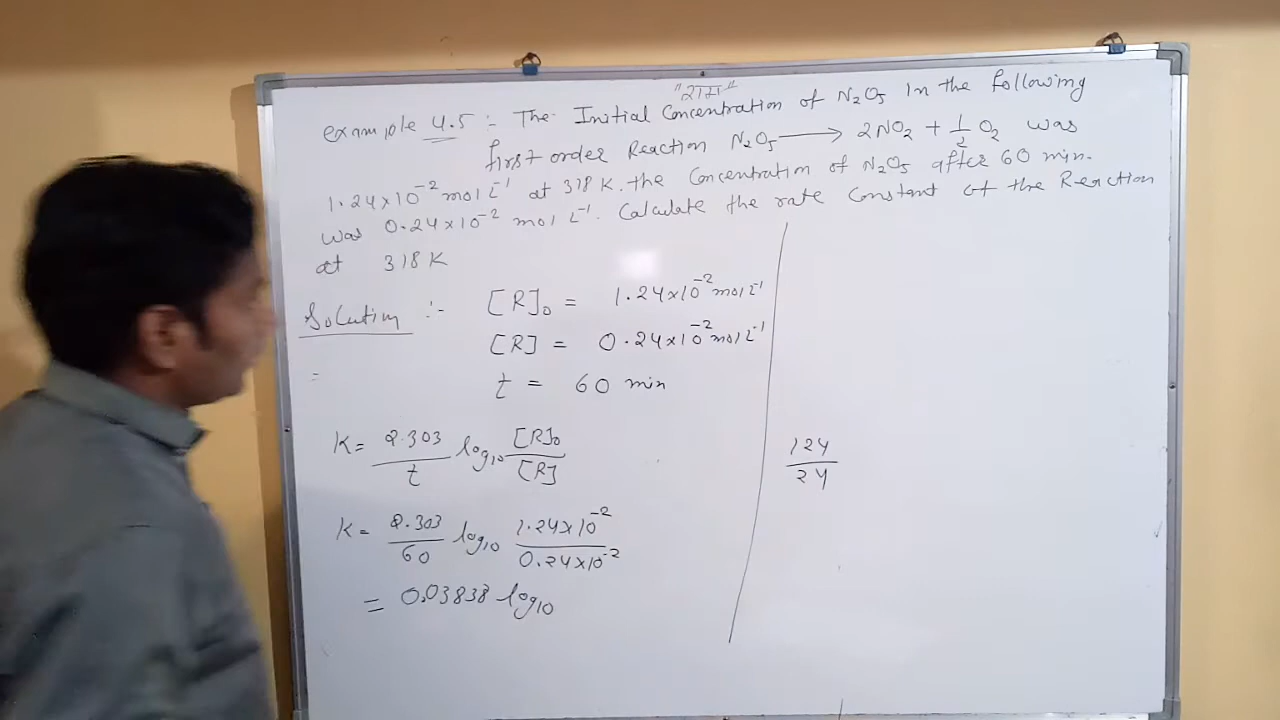 "राम"
example 4.5 :- The Initial Concentration of N₂O₅ In the following
first order Reaction N₂O₅ ⟶ 2NO₂ + 1/2 O₂ was
1.24×10⁻² mol L⁻¹ at 318 K. the Concentration of N₂O₅ after 60 min.
was 0.24×10⁻² mol L⁻¹. Calculate the rate Constant of the Reaction
at 318 K
Solution :- [R]₀ = 1.24×10⁻² mol L⁻¹
[R] = 0.24×10⁻² mol L⁻¹
=
t = 60 min
K = 2.303/t log₁₀ [R]₀/[R]
K = 2.303/60 log₁₀ 1.24×10⁻²/0.24×10⁻²
= 0.03838 log₁₀
124/24